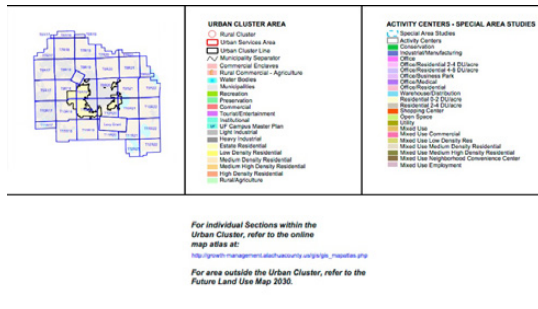 URBAN CLUSTER AREA
Rural Cluster
Urban Services Area
Urban Cluster Line
Municipality Separator
Commercial Enclaves
Rural Commercial - Agriculture
Water Bodies
Municipalities
Recreation
Preservation
Commercial
Tourist/Entertainment
Institutional
UF Campus Master Plan
Light Industrial
Heavy Industrial
Estate Residential
Low Density Residential
Medium Density Residential
Medium High Density Residential
High Density Residential
Rural/Agriculture
ACTIVITY CENTERS - SPECIAL AREA STUDIES
Special Area Studies
Activity Centers
Conservation
Industrial/Manufacturing
Office
Office/Residential 2-4 DU/acre
Office/Residential 4-8 DU/acre
Office/Business Park
Office/Medical
Office/Residential
Warehouse/Distribution
Residential 0-2 DU/acre
Residential 2-4 DU/acre
Shopping Center
Open Space
Utility
Mixed Use
Mixed Use Commercial
Mixed Use Low Density Res
Mixed Use Medium Density Residential
Mixed Use Medium High Density Residential
Mixed Use Neighborhood Convenience Center
Mixed Use Employment
For individual Sections within the
Urban Cluster, refer to the online
map atlas at:
http://growth-management.alachuacounty.us/gis/gis_mapatlas.php
For area outside the Urban Cluster, refer to the
Future Land Use Map 2030.